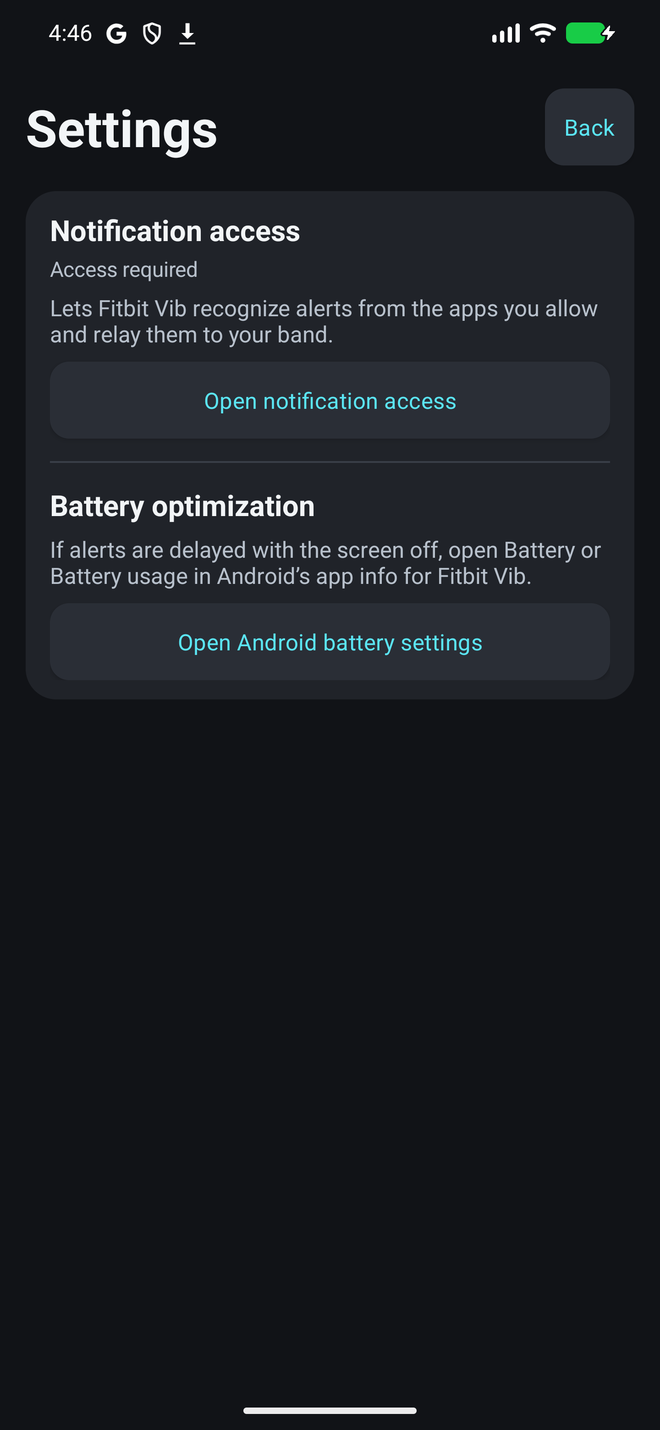 4:46
Settings
Back
Notification access
Access required
Lets Fitbit Vib recognize alerts from the apps you allow
and relay them to your band.
Open notification access
Battery optimization
If alerts are delayed with the screen off, open Battery or
Battery usage in Android’s app info for Fitbit Vib.
Open Android battery settings